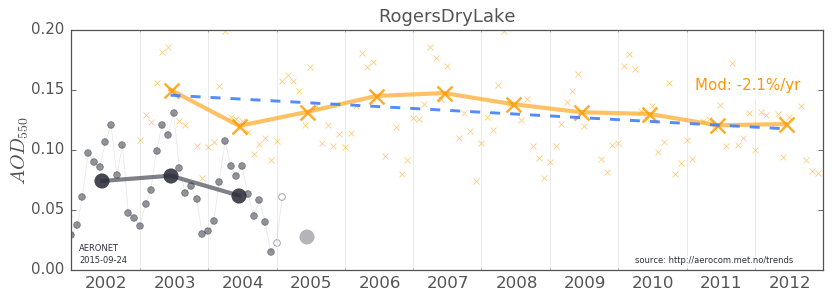 RogersDryLake
0.20
0.15
0.10
0.05
0.00
AOD550
Mod: -2.1%/yr
AERONET
2015-09-24
source: http://aerocom.met.no/trends
2002 2003 2004 2005 2006 2007 2008 2009 2010 2011 2012